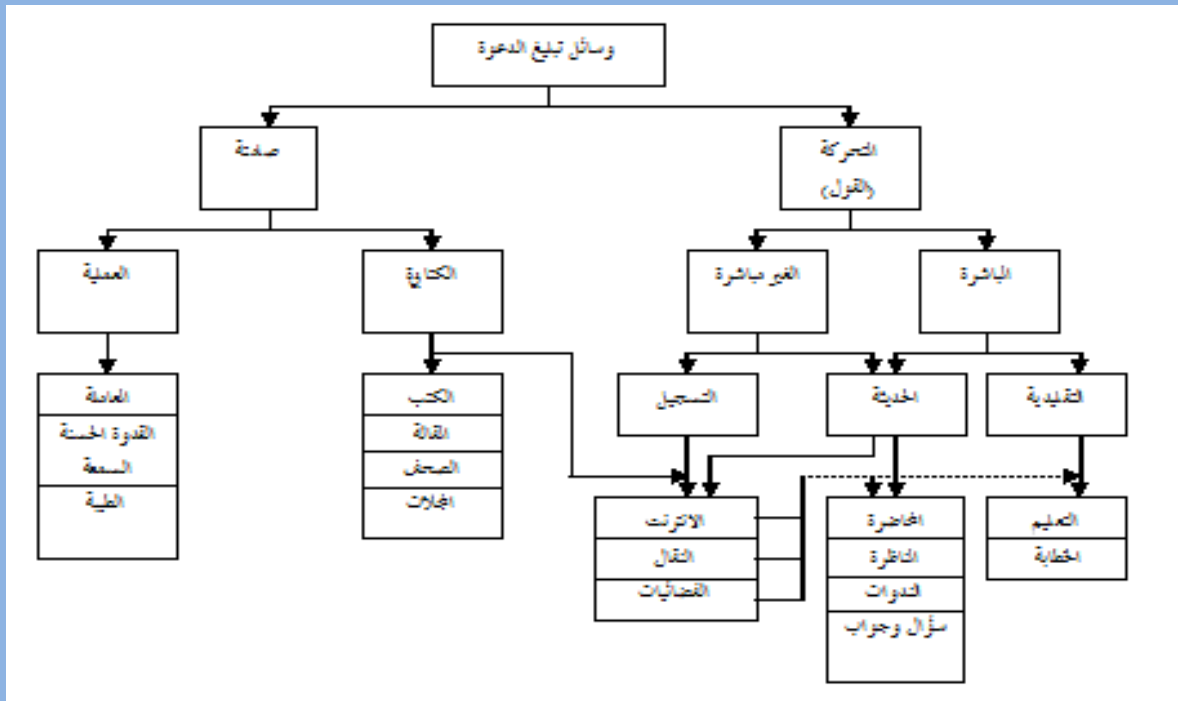 وسائل تبليغ الدعوة
المتحركة
(القول)
صامتة
المباشرة
الغير مباشرة
الكتابية
العملية
التقليدية
الحديثة
التسجيل
الكتب
المقالة
الصحف
المجلات
المعاملة
القدوة الحسنة
السمعة
الطيبة
التعليم
الخطابة
المحاضرة
المناظرة
الندوات
سؤال وجواب
الانترنت
النقال
الفضائيات